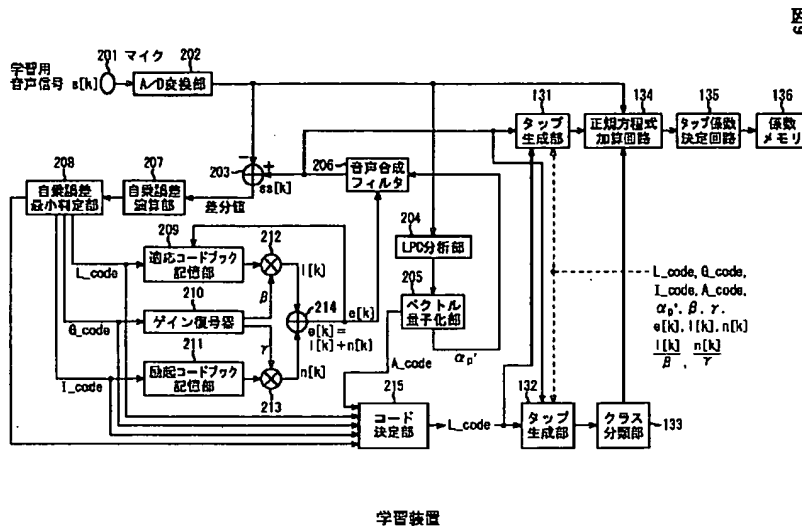 図6
201 マイク
202
学習用
音声信号 s[k]
A/D変換部
131
134
135
136
タップ
生成部
正規方程式
加算回路
タップ係数
決定回路
係数
メモリ
208
207
203
206
自乗誤差
最小判定部
自乗誤差
演算部
差分値
−
+
ss[k]
音声合成
フィルタ
204
LPC分析部
205
ベクトル
量子化部
209
適応コードブック
記憶部
212
l[k]
L_code
210
ゲイン復号器
β
γ
214
e[k]
e[k]=
l[k]+n[k]
G_code
211
励起コードブック
記憶部
I_code
n[k]
213
A_code
αp'
L_code, G_code,
I_code, A_code,
αp', β, γ,
e[k], l[k], n[k]
l[k]/β , n[k]/γ
215
コード
決定部
L_code
132
タップ
生成部
クラス
分類部
133
学習装置